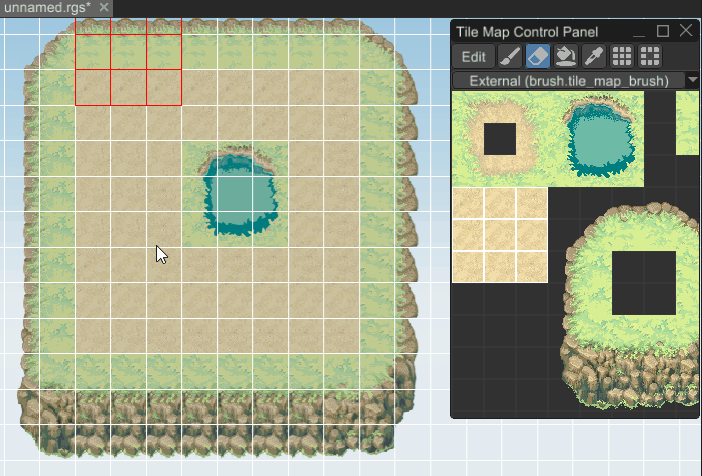 unnamed.rgs*
Tile Map Control Panel
Edit
External (brush.tile_map_brush)